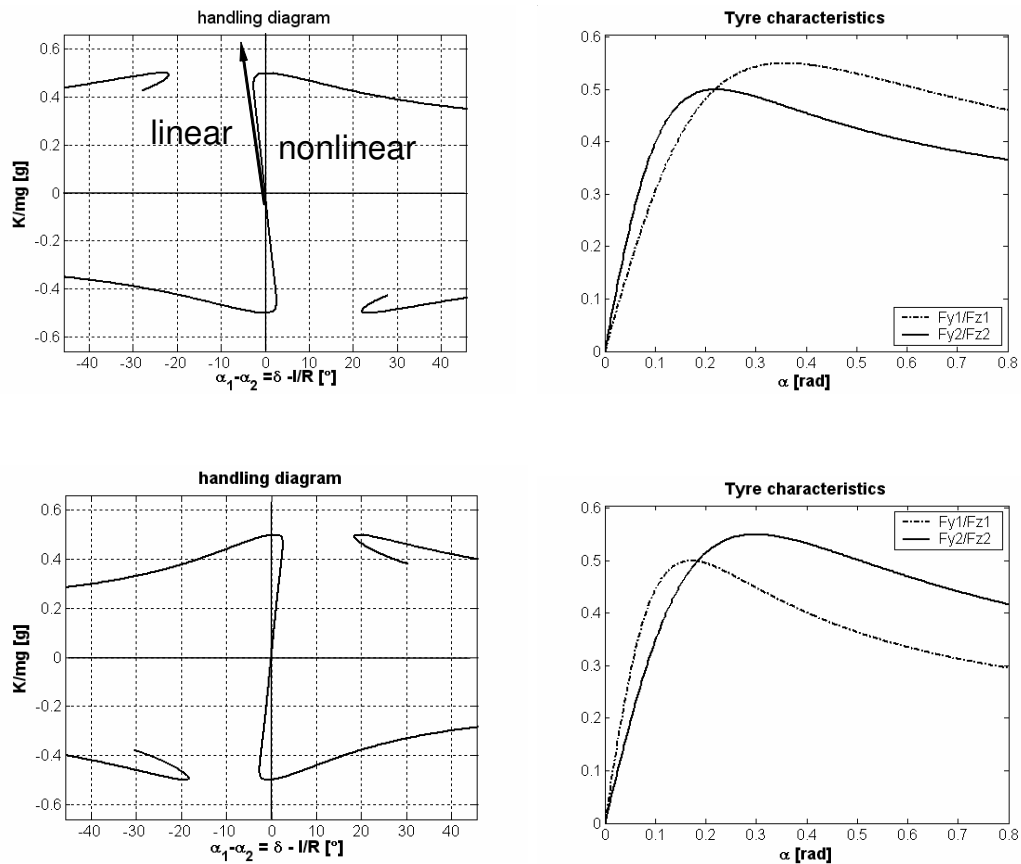 handling diagram
K/mg [g]
0.6
0.4
0.2
0
-0.2
-0.4
-0.6
linear
nonlinear
-40 -30 -20 -10 0 10 20 30 40
α1-α2 =δ -l/R [°]
Tyre characteristics
0.6
0.5
0.4
0.3
0.2
0.1
0
Fy1/Fz1
Fy2/Fz2
0 0.1 0.2 0.3 0.4 0.5 0.6 0.7 0.8
α [rad]
handling diagram
K/mg [g]
0.6
0.4
0.2
0
-0.2
-0.4
-0.6
-40 -30 -20 -10 0 10 20 30 40
α1-α2 = δ - l/R [°]
Tyre characteristics
0.6
0.5
0.4
0.3
0.2
0.1
0
Fy1/Fz1
Fy2/Fz2
0 0.1 0.2 0.3 0.4 0.5 0.6 0.7 0.8
α [rad]